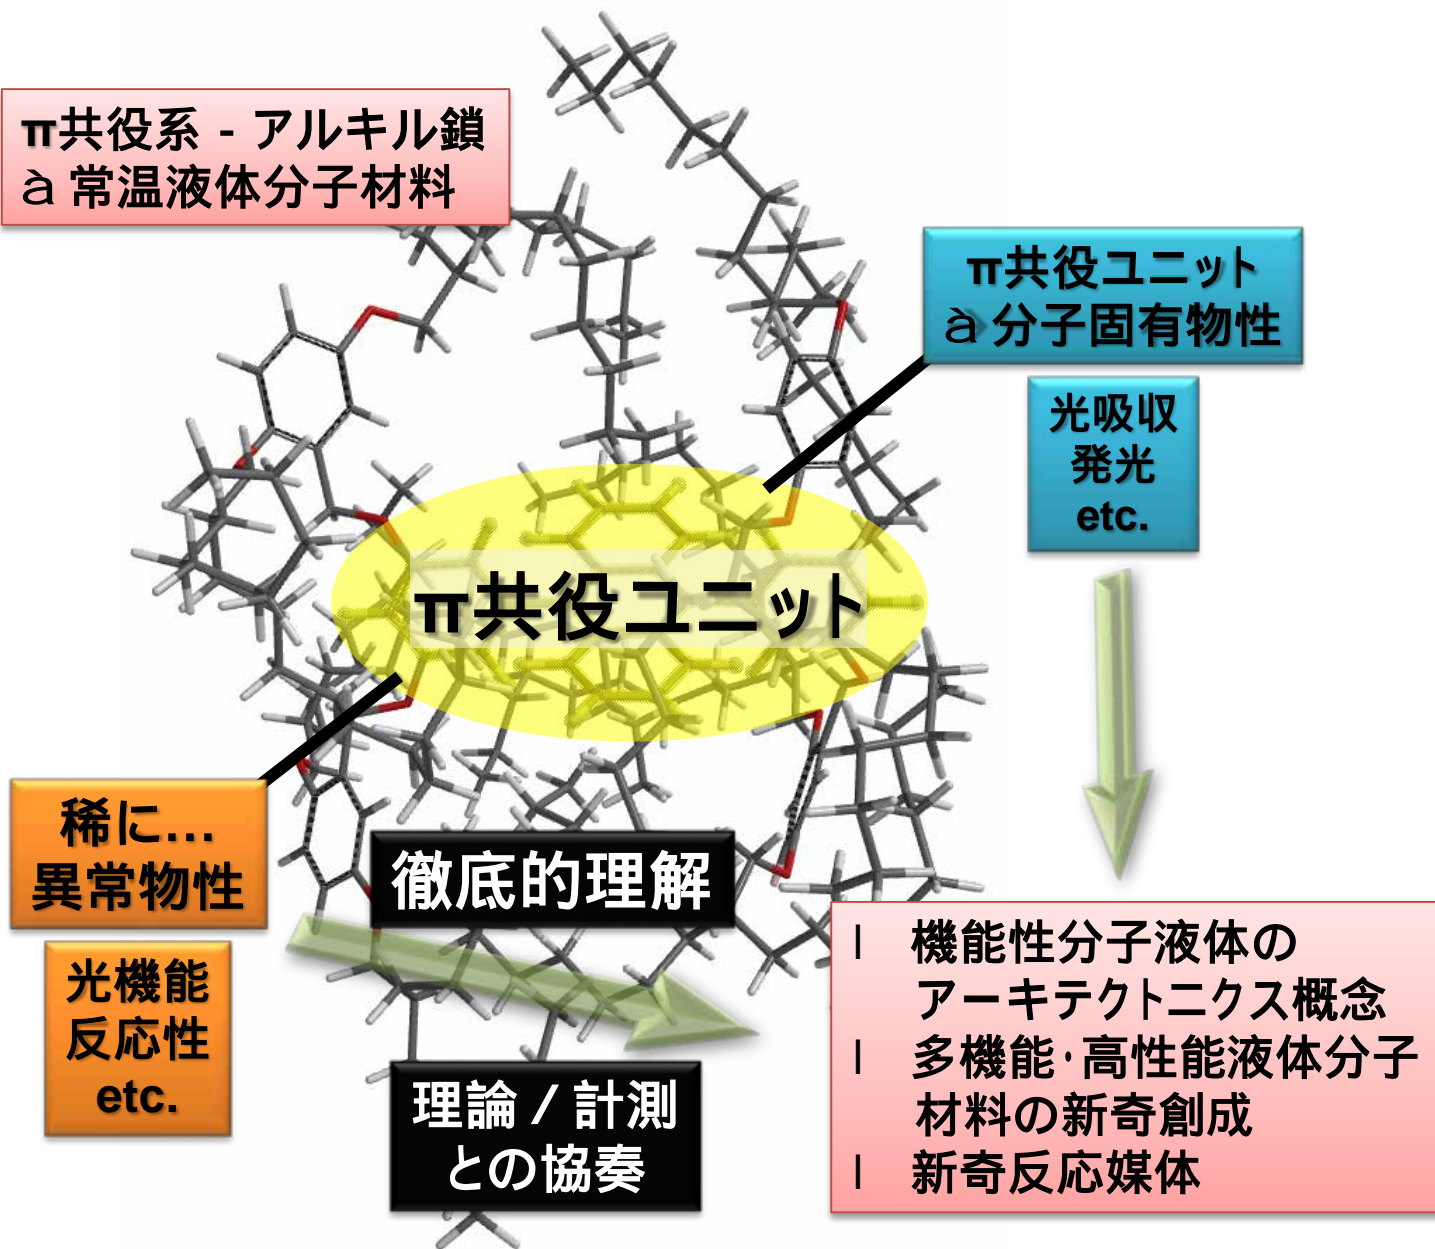 π共役系 - アルキル鎖
à 常温液体分子材料
π共役ユニット
à 分子固有物性
光吸収
発光
etc.
π共役ユニット
稀に…
異常物性
光機能
反応性
etc.
徹底的理解
理論 / 計測
との協奏
l 機能性分子液体の
アーキテクトニクス概念
l 多機能･高性能液体分子
材料の新奇創成
l 新奇反応媒体